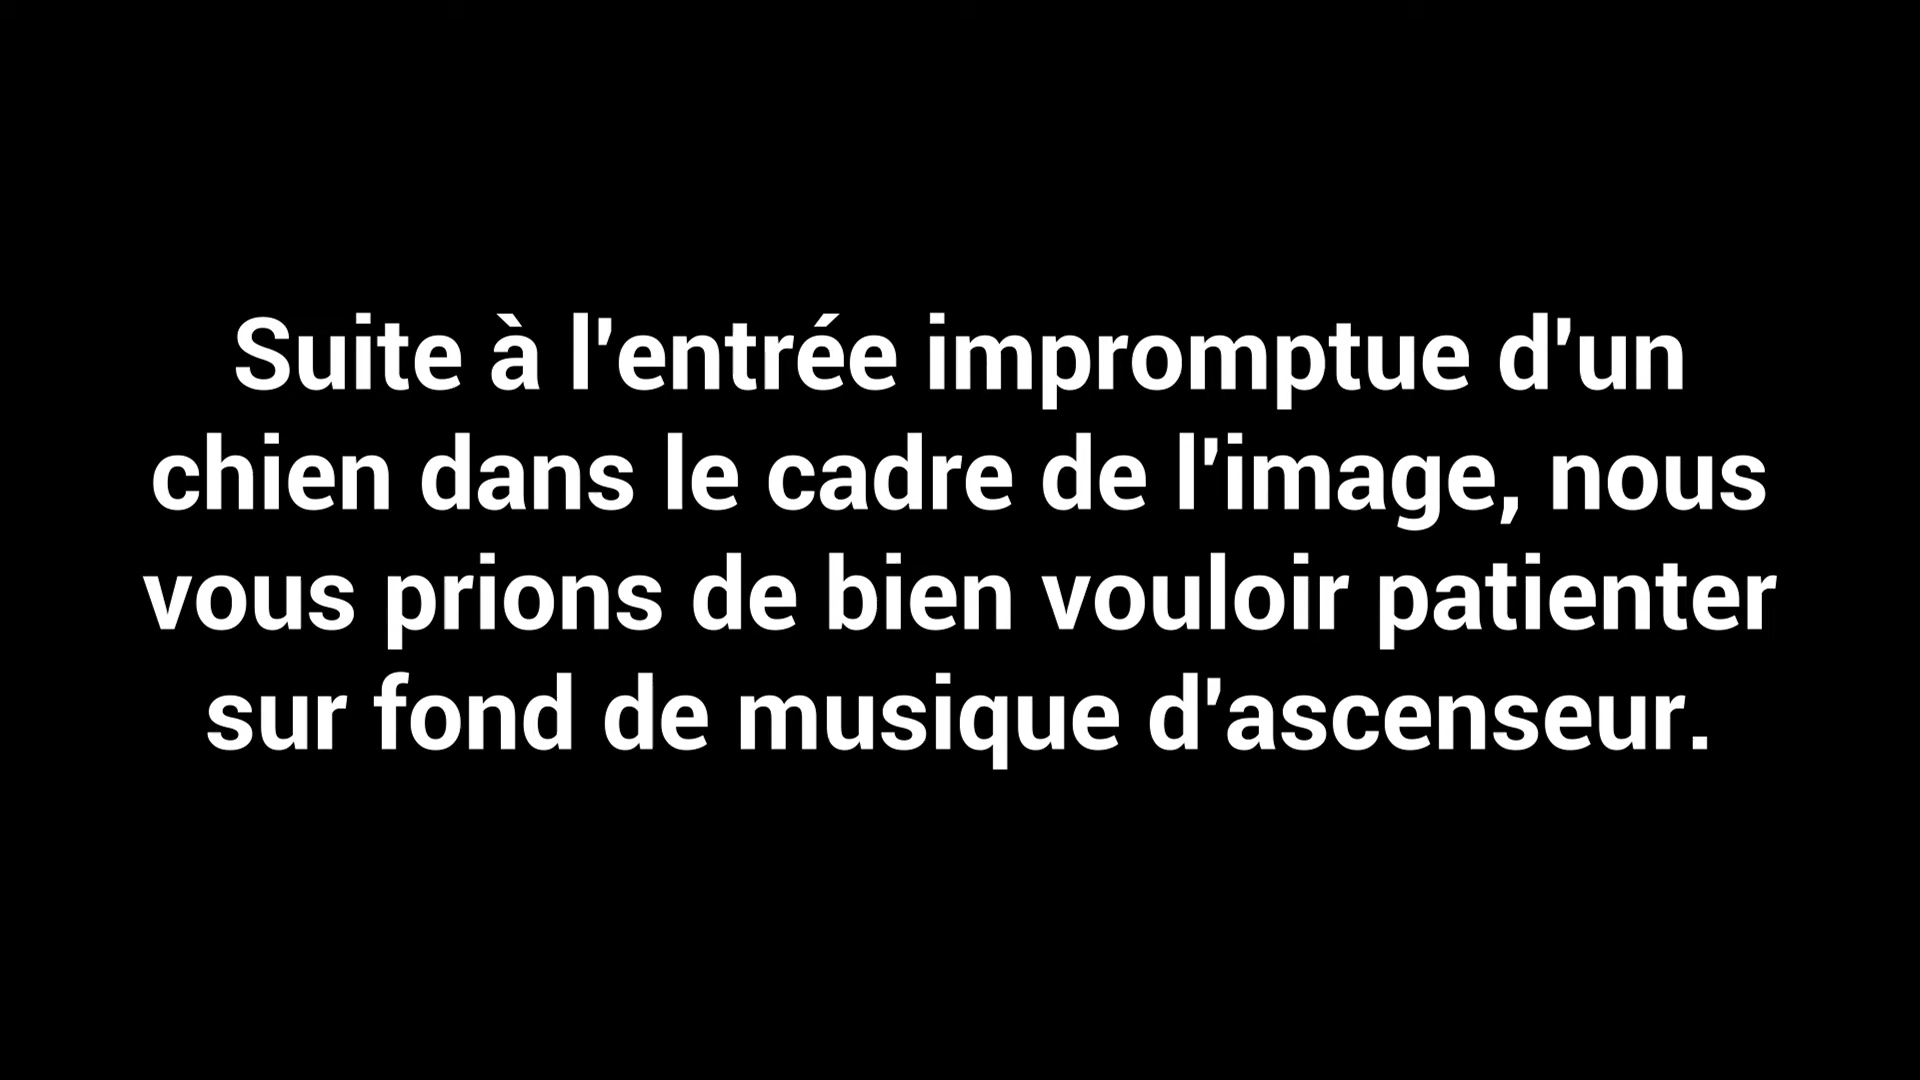 Suite à l'entrée impromptue d'un
chien dans le cadre de l'image, nous
vous prions de bien vouloir patienter
sur fond de musique d'ascenseur.